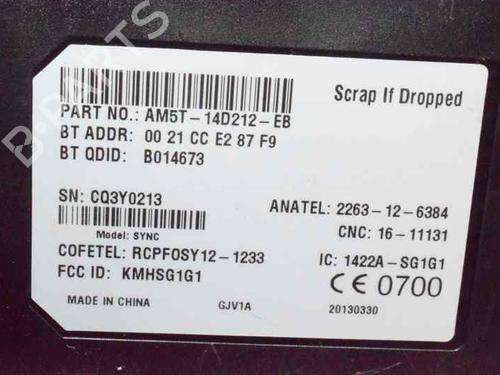 Scrap If Dropped
PART NO.: AM5T-14D212-EB
BT ADDR: 00 21 CC E2 87 F9
BT QDID: B014673
SN: CQ3Y0213
ANATEL: 2263-12-6384
Model: SYNC
CNC: 16-11131
COFETEL: RCPFOSY12-1233
IC: 1422A-SG1G1
FCC ID: KMHSG1G1
CE 0700
MADE IN CHINA
GJV1A
20130330
B-PARTS